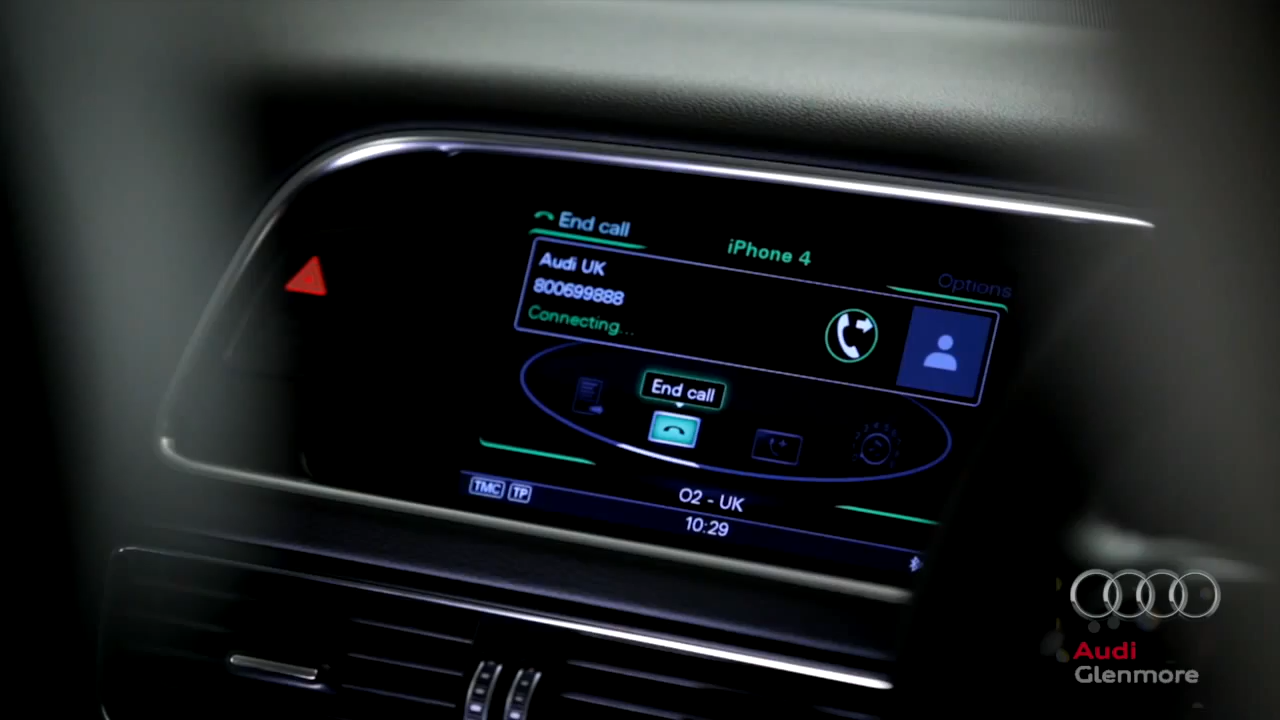 End call
iPhone 4
Options
Audi UK
800699888
Connecting...
End call
O2 - UK
TMC TP
10:29
Audi
Glenmore